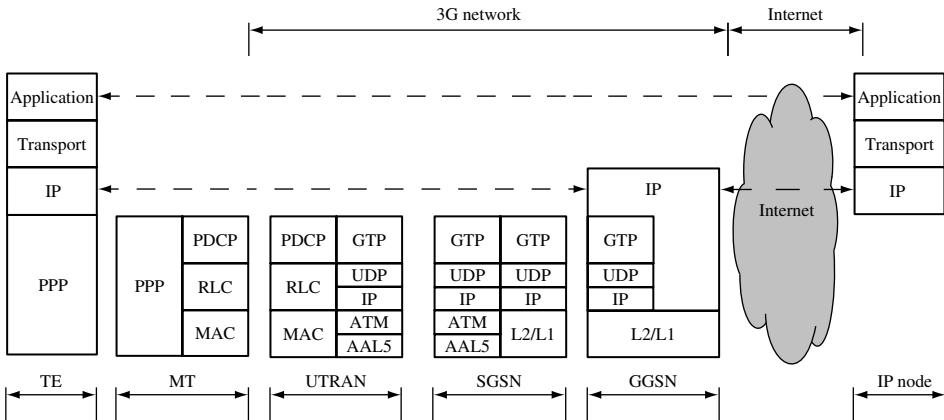 3G network
Internet
Application
Application
Transport
Transport
IP
IP
IP
Internet
PPP
PPP
PDCP
RLC
MAC
PDCP
RLC
MAC
GTP
UDP
IP
ATM
AAL5
GTP
UDP
IP
ATM
AAL5
GTP
UDP
IP
L2/L1
GTP
UDP
IP
L2/L1
TE
MT
UTRAN
SGSN
GGSN
IP node